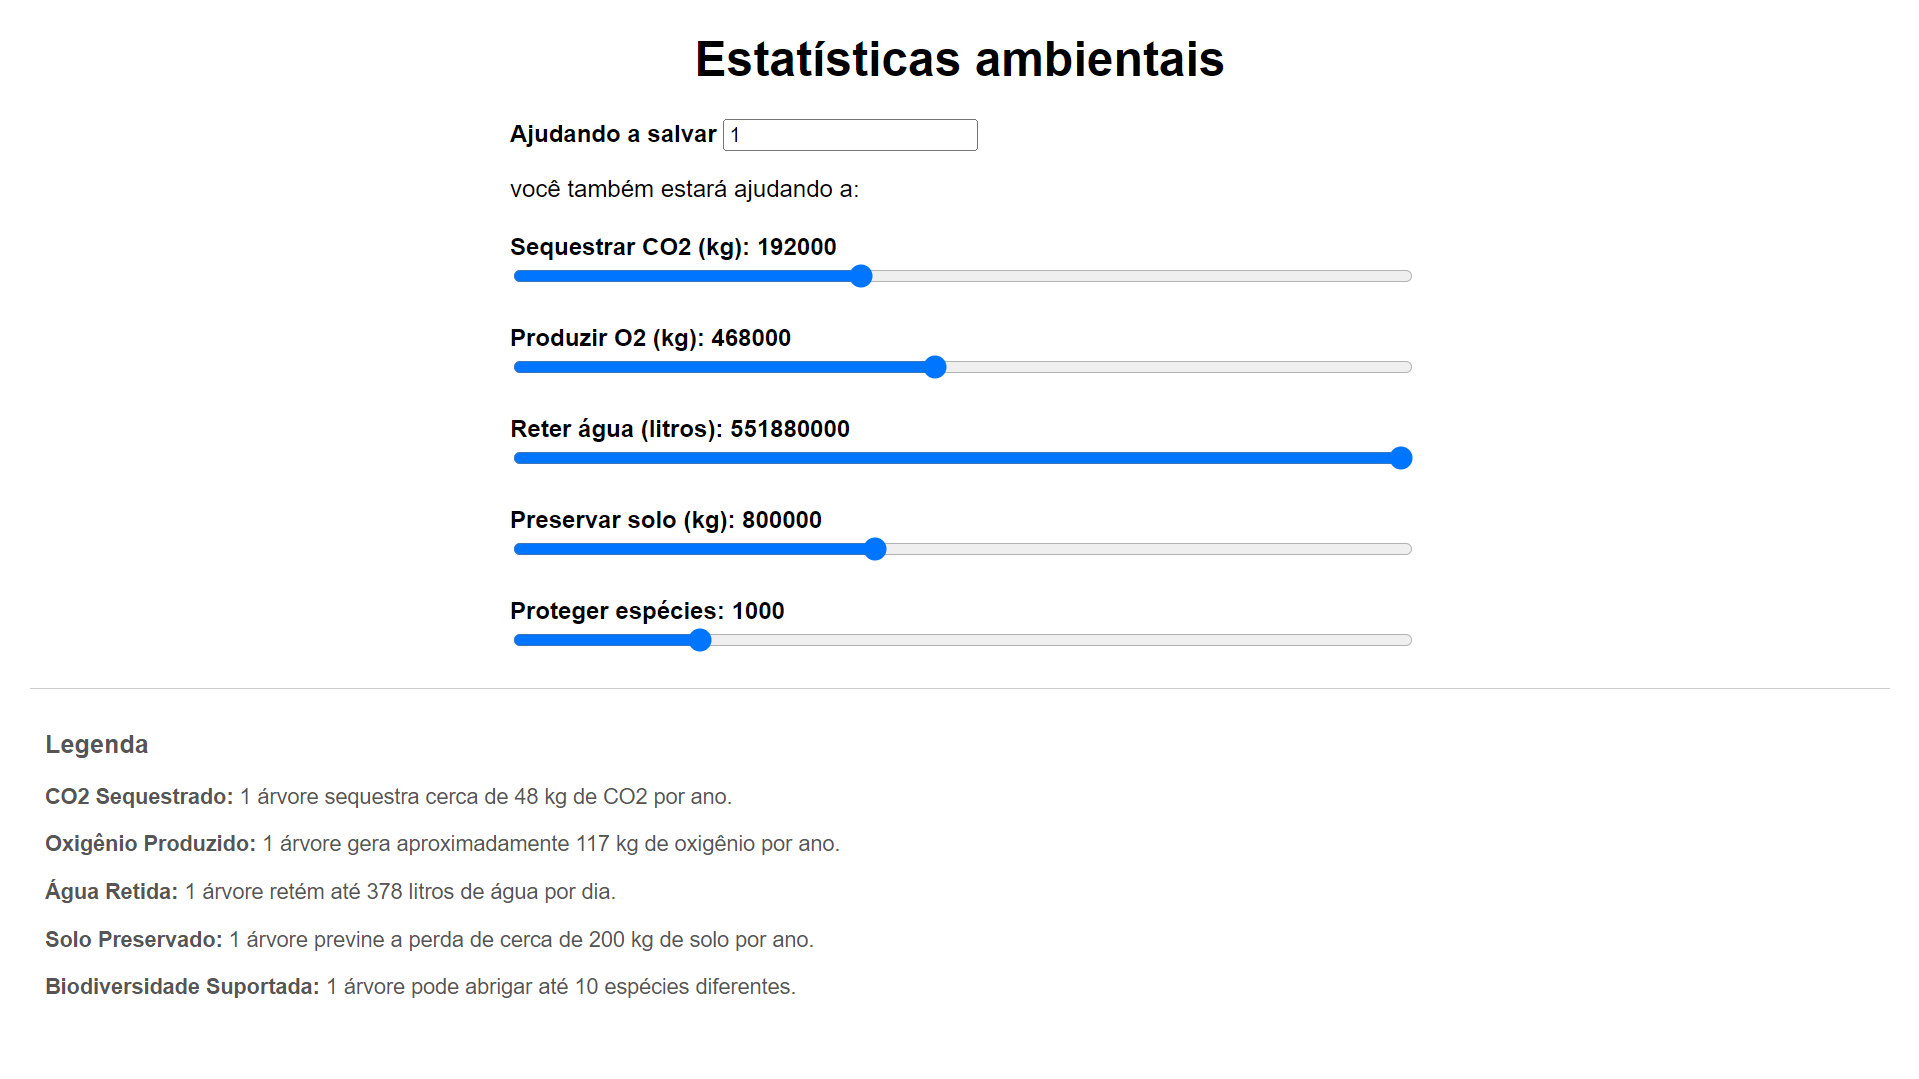 Estatísticas ambientais
Ajudando a salvar 1
você também estará ajudando a:
Sequestrar CO2 (kg): 192000
Produzir O2 (kg): 468000
Reter água (litros): 551880000
Preservar solo (kg): 800000
Proteger espécies: 1000
Legenda
CO2 Sequestrado: 1 árvore sequestra cerca de 48 kg de CO2 por ano.
Oxigênio Produzido: 1 árvore gera aproximadamente 117 kg de oxigênio por ano.
Água Retida: 1 árvore retém até 378 litros de água por dia.
Solo Preservado: 1 árvore previne a perda de cerca de 200 kg de solo por ano.
Biodiversidade Suportada: 1 árvore pode abrigar até 10 espécies diferentes.